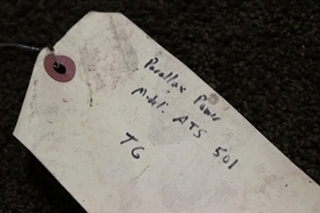 Parallax Power
Model: ATS 501
TG